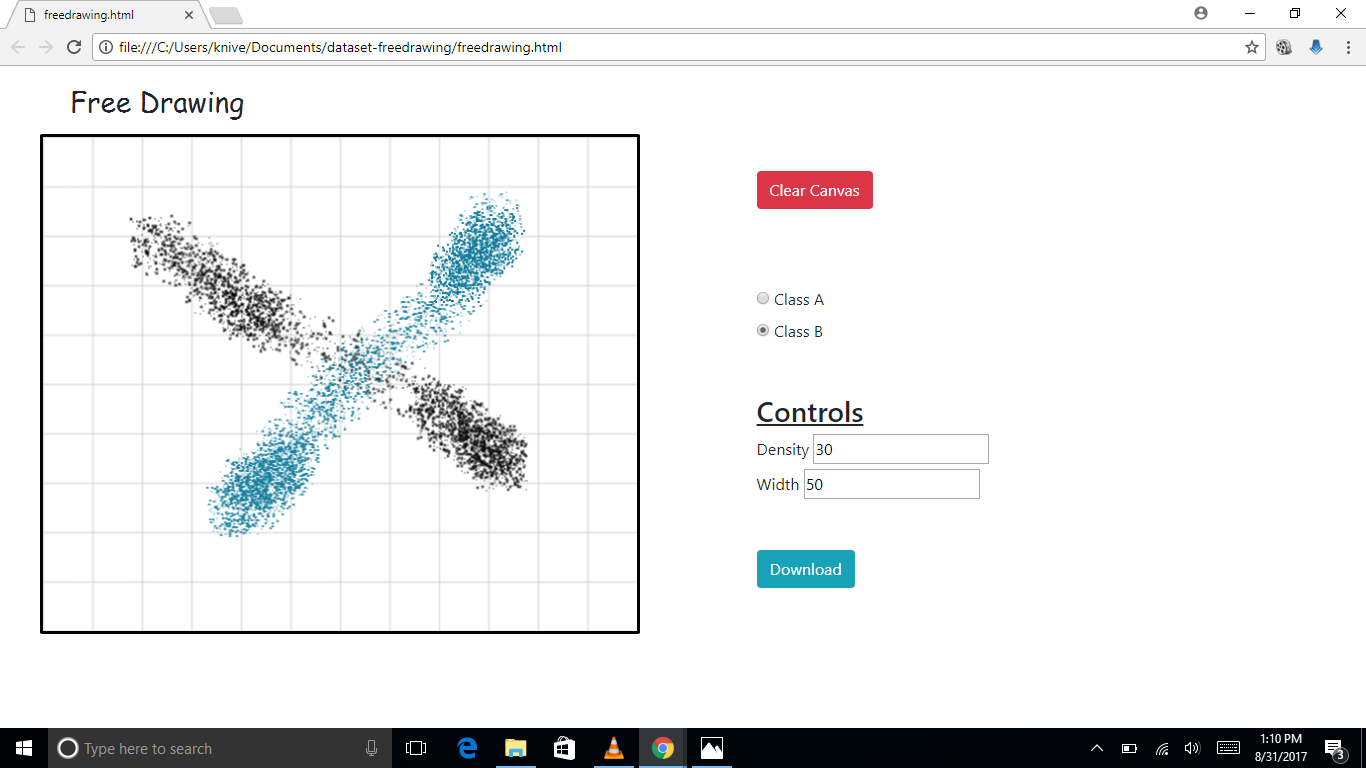 freedrawing.html
file:///C:/Users/knive/Documents/dataset-freedrawing/freedrawing.html
Free Drawing
Clear Canvas
Class A
Class B
Controls
Density 30
Width 50
Download
Type here to search
1:10 PM
8/31/2017
3